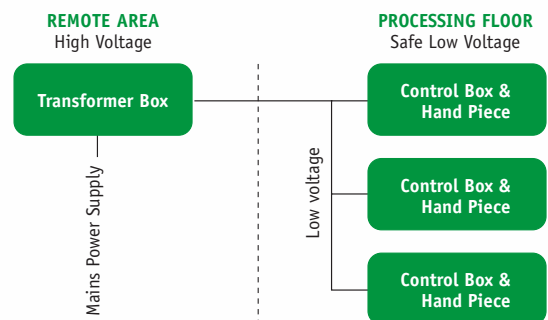 REMOTE AREA
High Voltage
PROCESSING FLOOR
Safe Low Voltage
Transformer Box
Control Box &
Hand Piece
Mains Power Supply
Low voltage
Control Box &
Hand Piece
Control Box &
Hand Piece